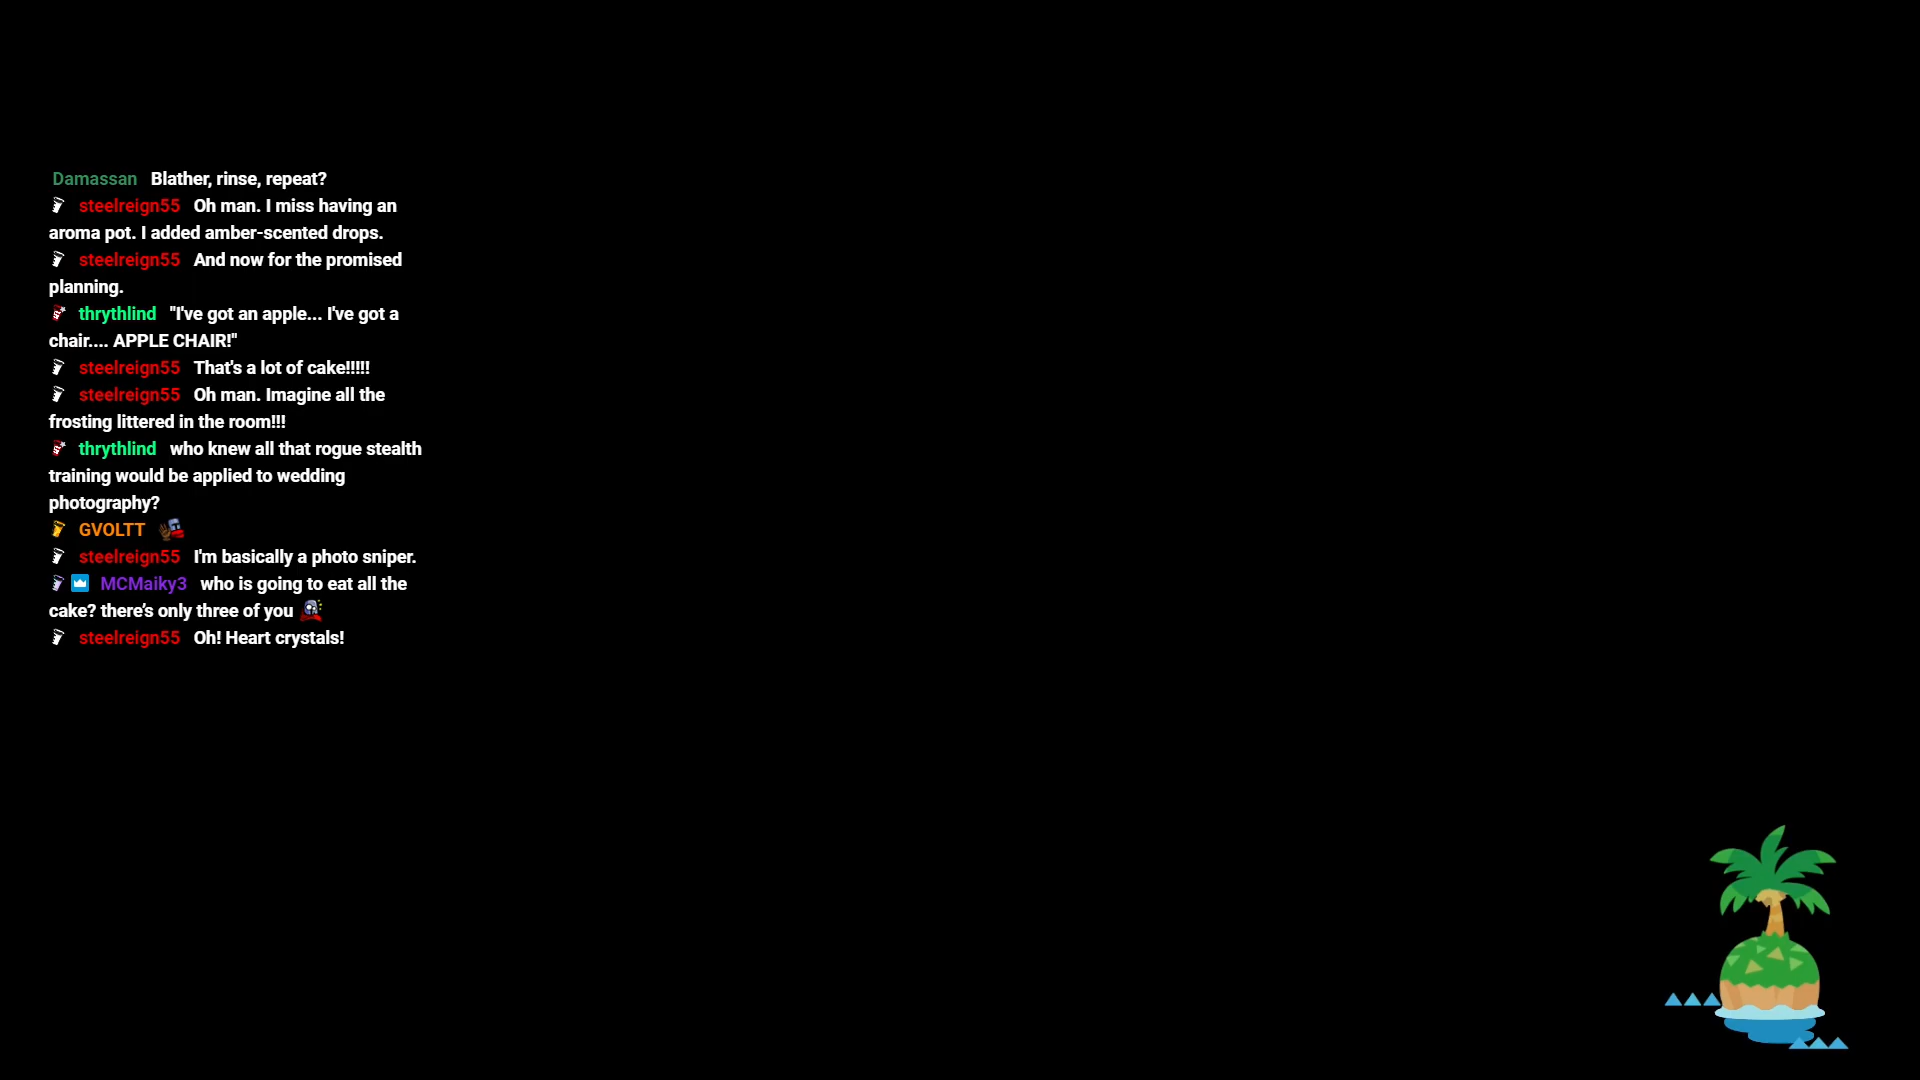 Damassan Blather, rinse, repeat?
steelreign55 Oh man. I miss having an
aroma pot. I added amber-scented drops.
steelreign55 And now for the promised
planning.
thrythlind "I've got an apple... I've got a
chair.... APPLE CHAIR!"
steelreign55 That's a lot of cake!!!!!
steelreign55 Oh man. Imagine all the
frosting littered in the room!!!
thrythlind who knew all that rogue stealth
training would be applied to wedding
photography?
GVOLTT
steelreign55 I'm basically a photo sniper.
MCMaiky3 who is going to eat all the
cake? there’s only three of you
steelreign55 Oh! Heart crystals!